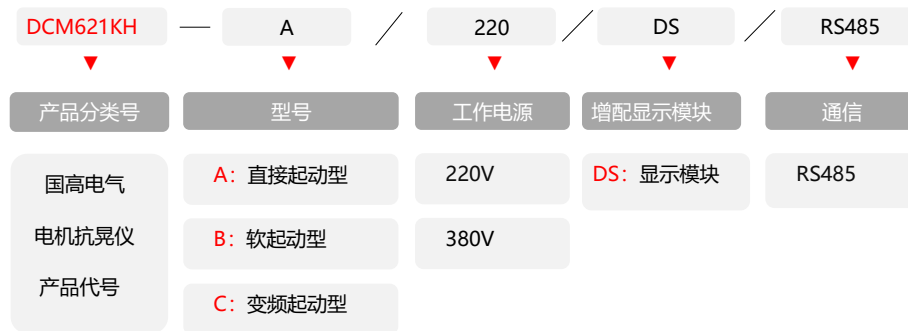 DCM621KH — A / 220 / DS / RS485
产品分类号 型号 工作电源 增配显示模块 通信
国高电气
电机抗晃仪
产品代号
A：直接起动型
B：软起动型
C：变频起动型
220V
380V
DS：显示模块
RS485